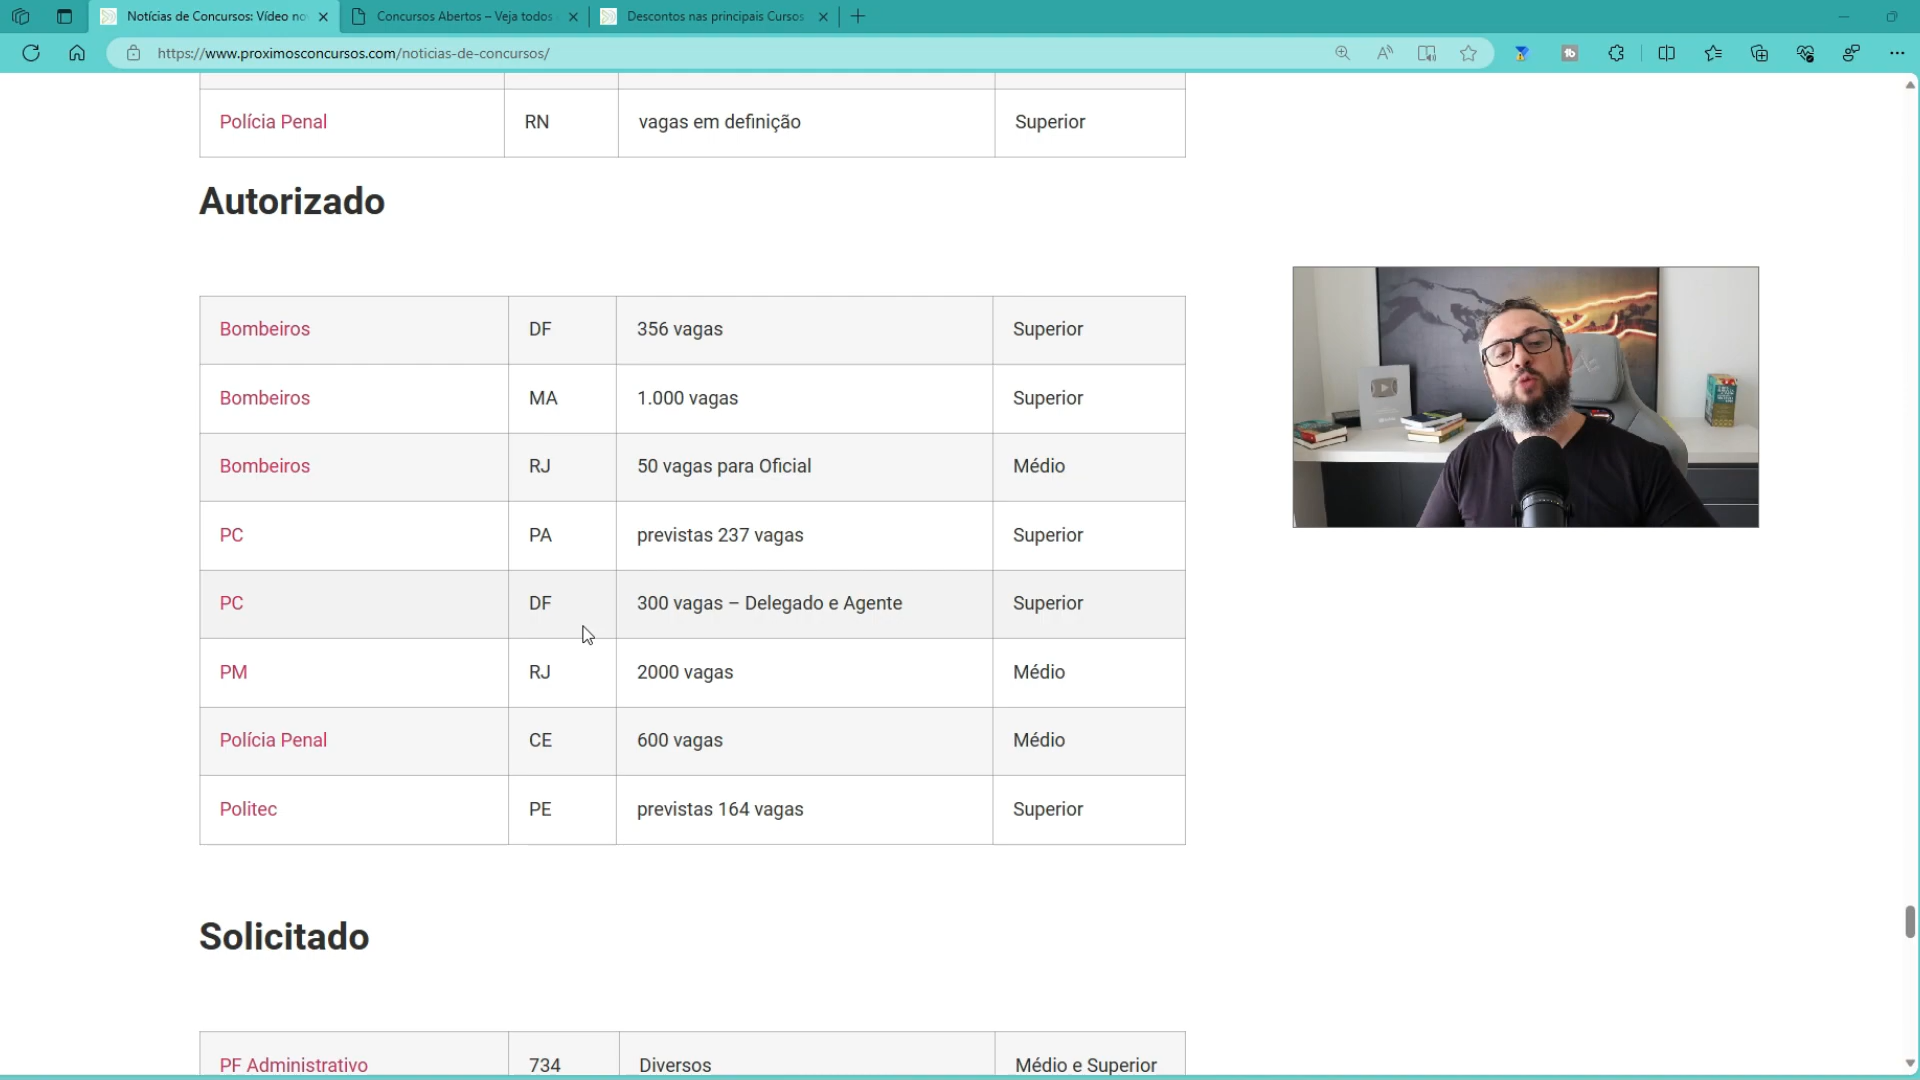 Notícias de Concursos: Vídeo no
Concursos Abertos – Veja todos
Descontos nas principais Cursos
https://www.proximosconcursos.com/noticias-de-concursos/
Polícia Penal RN vagas em definição Superior
Autorizado
Bombeiros DF 356 vagas Superior
Bombeiros MA 1.000 vagas Superior
Bombeiros RJ 50 vagas para Oficial Médio
PC PA previstas 237 vagas Superior
PC DF 300 vagas – Delegado e Agente Superior
PM RJ 2000 vagas Médio
Polícia Penal CE 600 vagas Médio
Politec PE previstas 164 vagas Superior
Solicitado
PF Administrativo 734 Diversos Médio e Superior